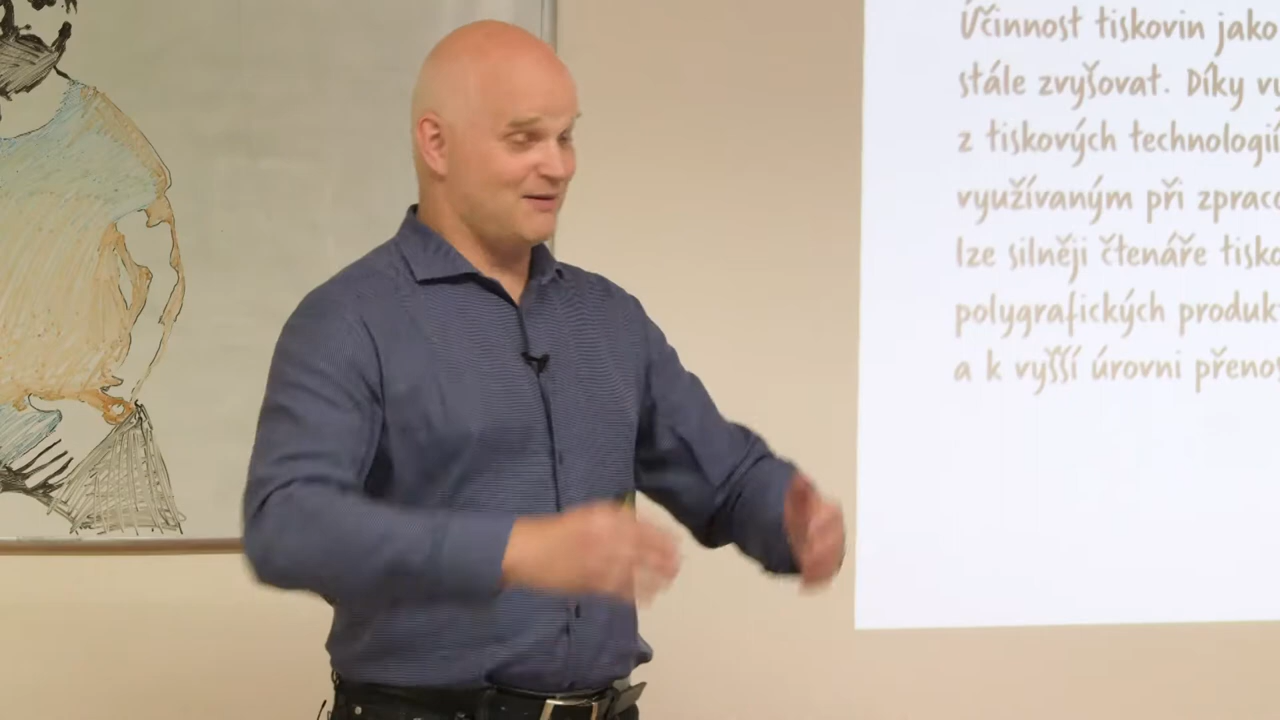 Účinnost tiskovin jako
stále zvyšovat. Díky
z tiskových technologií
využívaným při
lze silněji čtenáře
polygrafických
a k vyšší úrovni